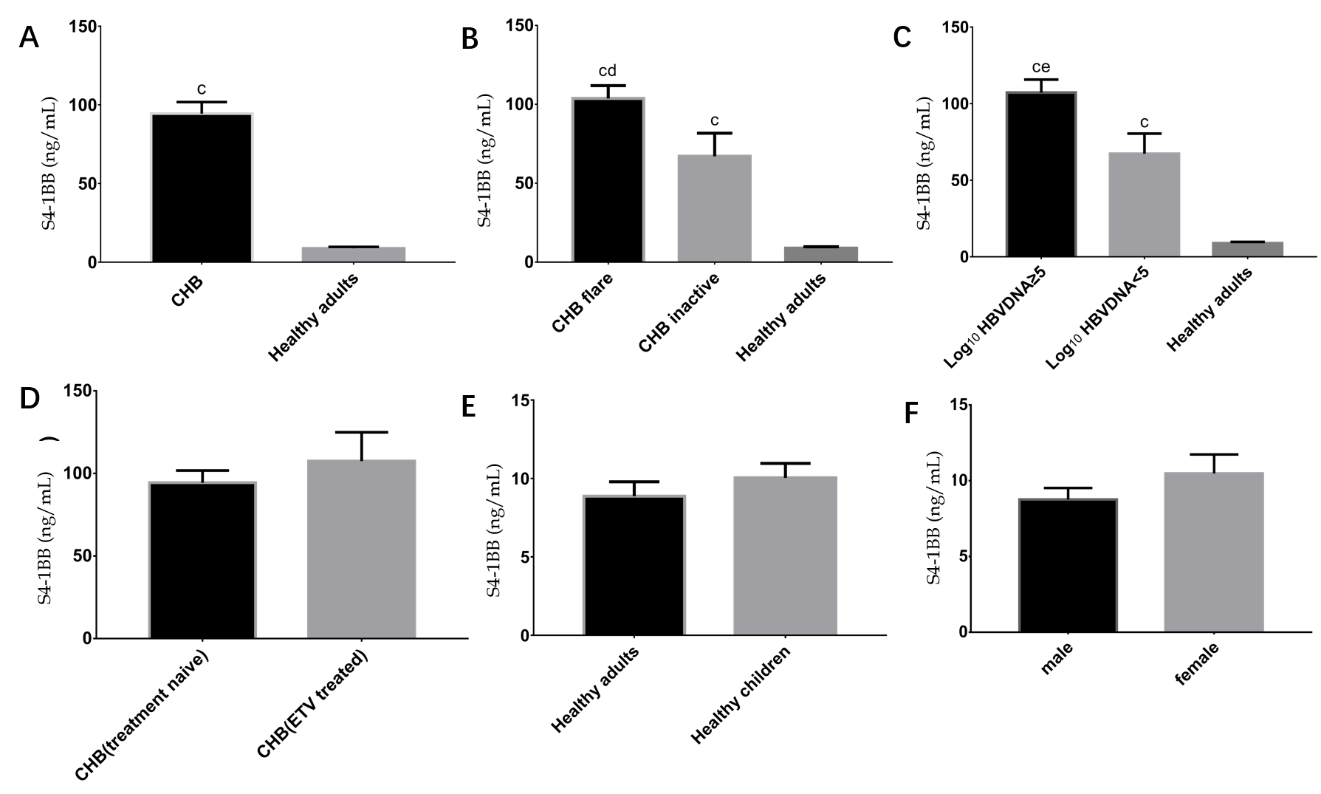 A
150
100
50
0
S4-1BB (ng/mL)
c
CHB
Healthy adults
B
150
100
50
0
S4-1BB (ng/mL)
cd
c
CHB flare
CHB inactive
Healthy adults
C
150
100
50
0
S4-1BB (ng/mL)
ce
c
Log10 HBVDNA≥5
Log10 HBVDNA<5
Healthy adults
D
150
100
50
0
)
S4-1BB (ng/mL)
CHB(treatment naive)
CHB(ETV treated)
E
15
10
5
0
S4-1BB (ng/mL)
Healthy adults
Healthy children
F
15
10
5
0
S4-1BB (ng/mL)
male
female